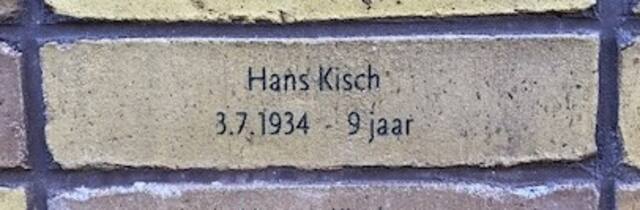 Hans Kisch
3.7.1934 - 9 jaar